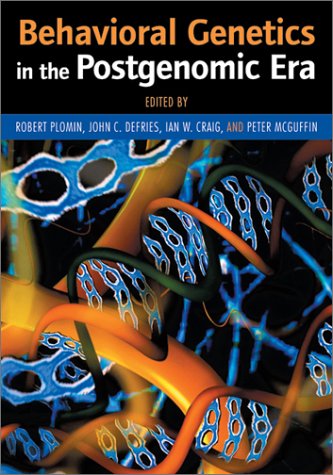 Behavioral Genetics
in the Postgenomic Era
EDITED BY
ROBERT PLOMIN, JOHN C. DEFRIES, IAN W. CRAIG, AND PETER MCGUFFIN